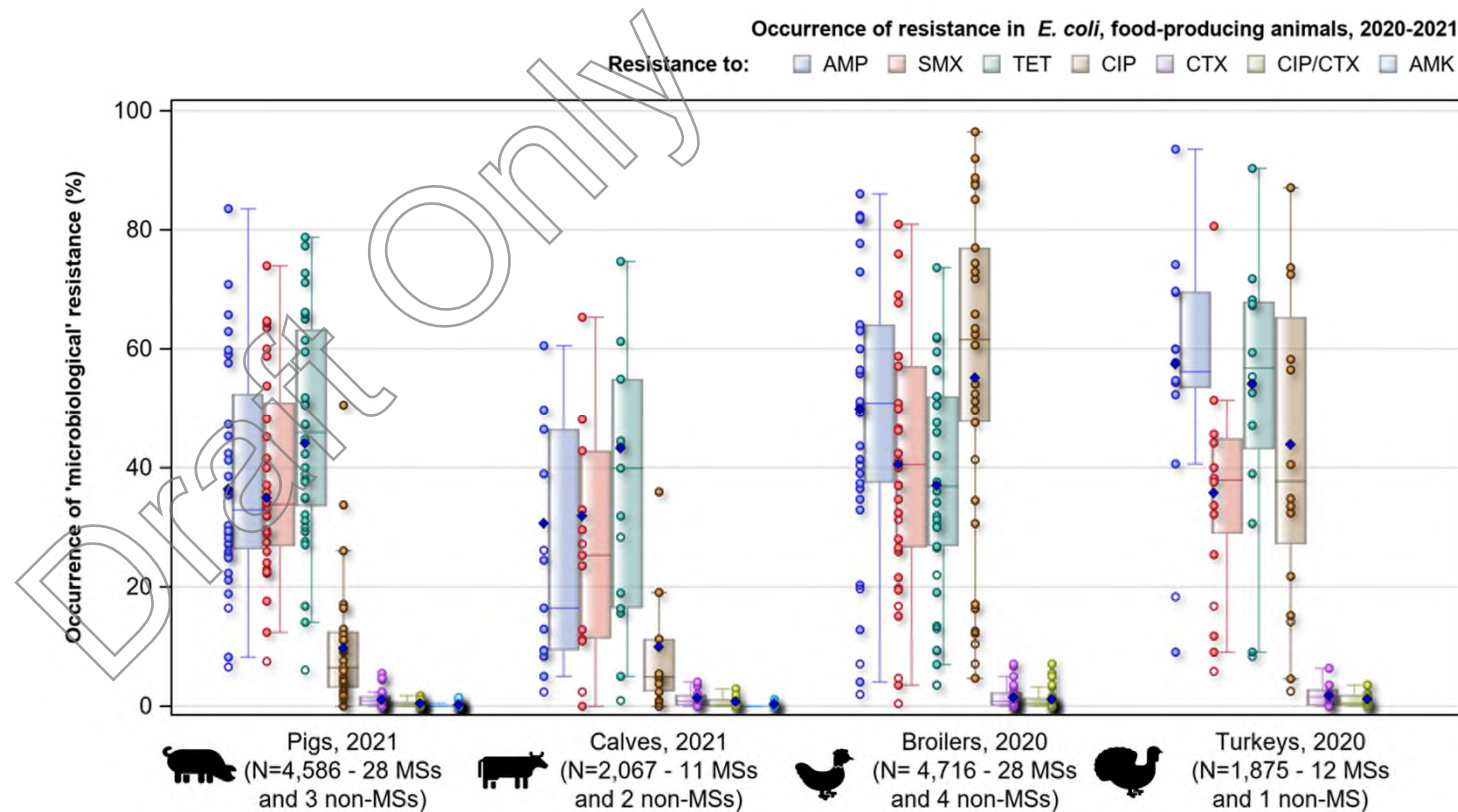 Occurrence of resistance in E. coli, food-producing animals, 2020-2021
Resistance to: AMP SMX TET CIP CTX CIP/CTX AMK
Occurrence of 'microbiological' resistance (%)
100
80
60
40
20
0
Draft Only
Pigs, 2021
(N=4,586 - 28 MSs
and 3 non-MSs)
Calves, 2021
(N=2,067 - 11 MSs
and 2 non-MSs)
Broilers, 2020
(N= 4,716 - 28 MSs
and 4 non-MSs)
Turkeys, 2020
(N=1,875 - 12 MSs
and 1 non-MS)